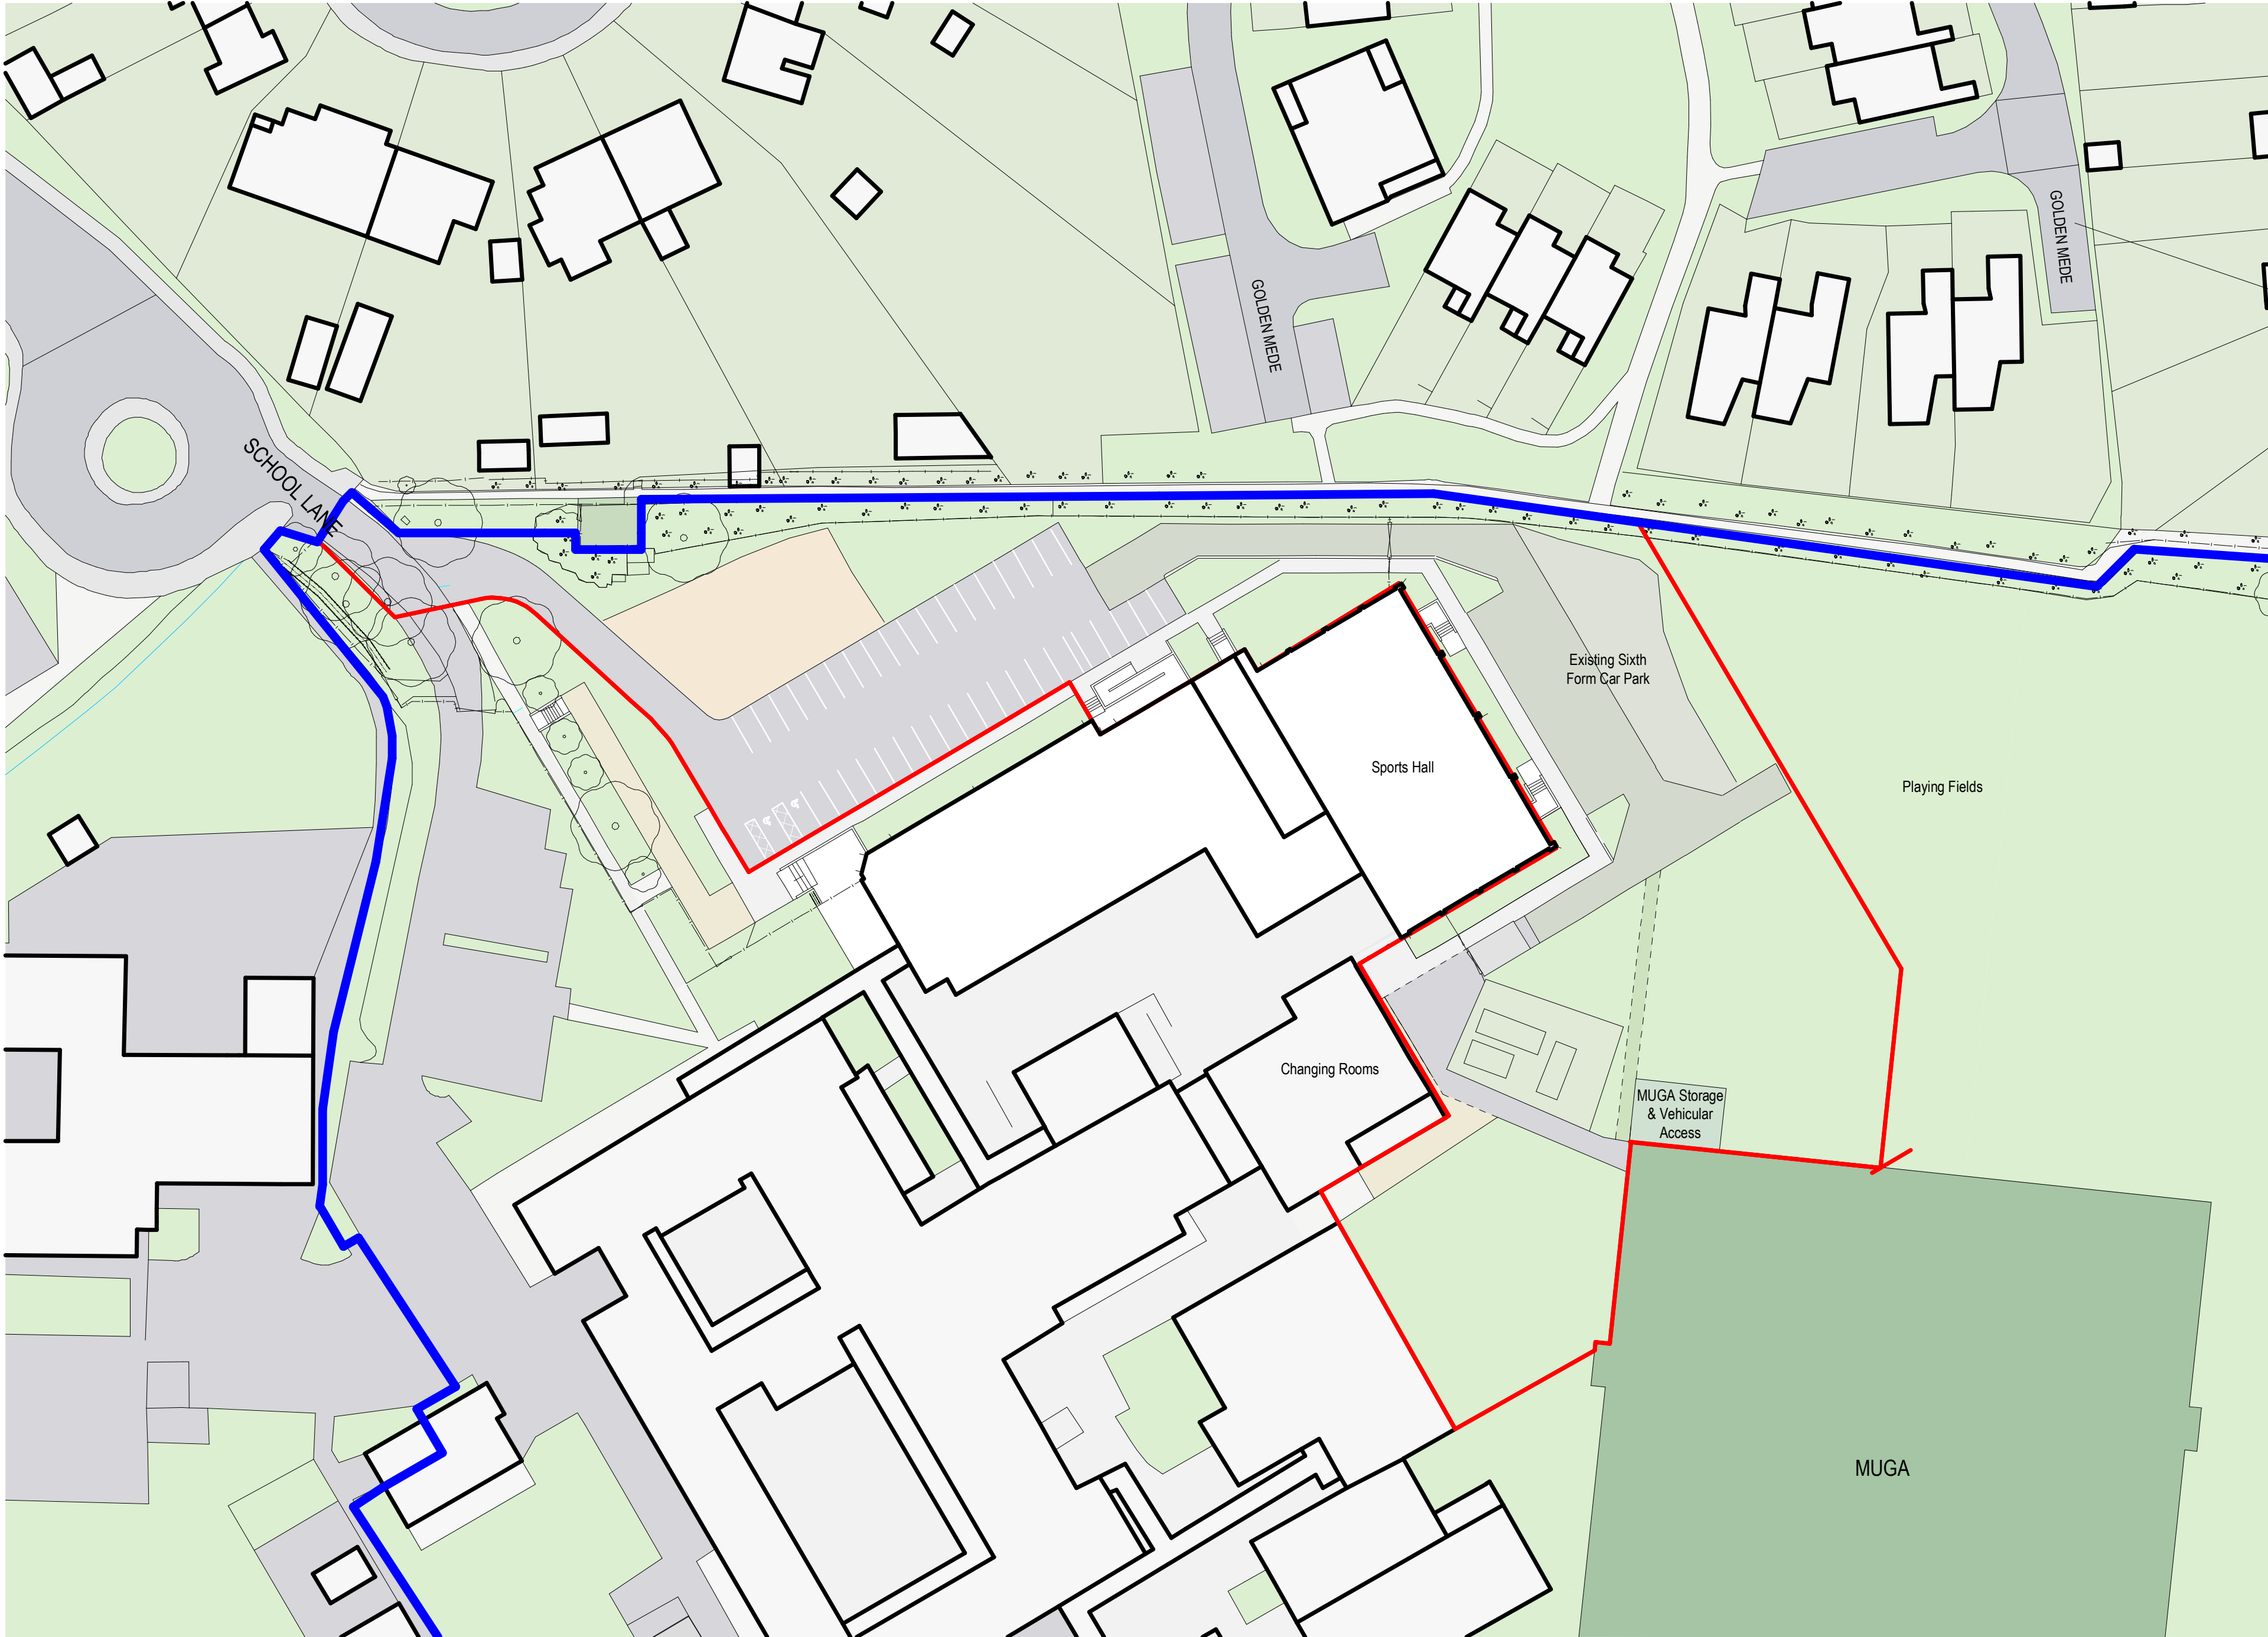 GOLDEN MEDE
GOLDEN MEDE
SCHOOL LANE
Existing Sixth
Form Car Park
Sports Hall
Playing Fields
Changing Rooms
MUGA Storage
& Vehicular
Access
MUGA